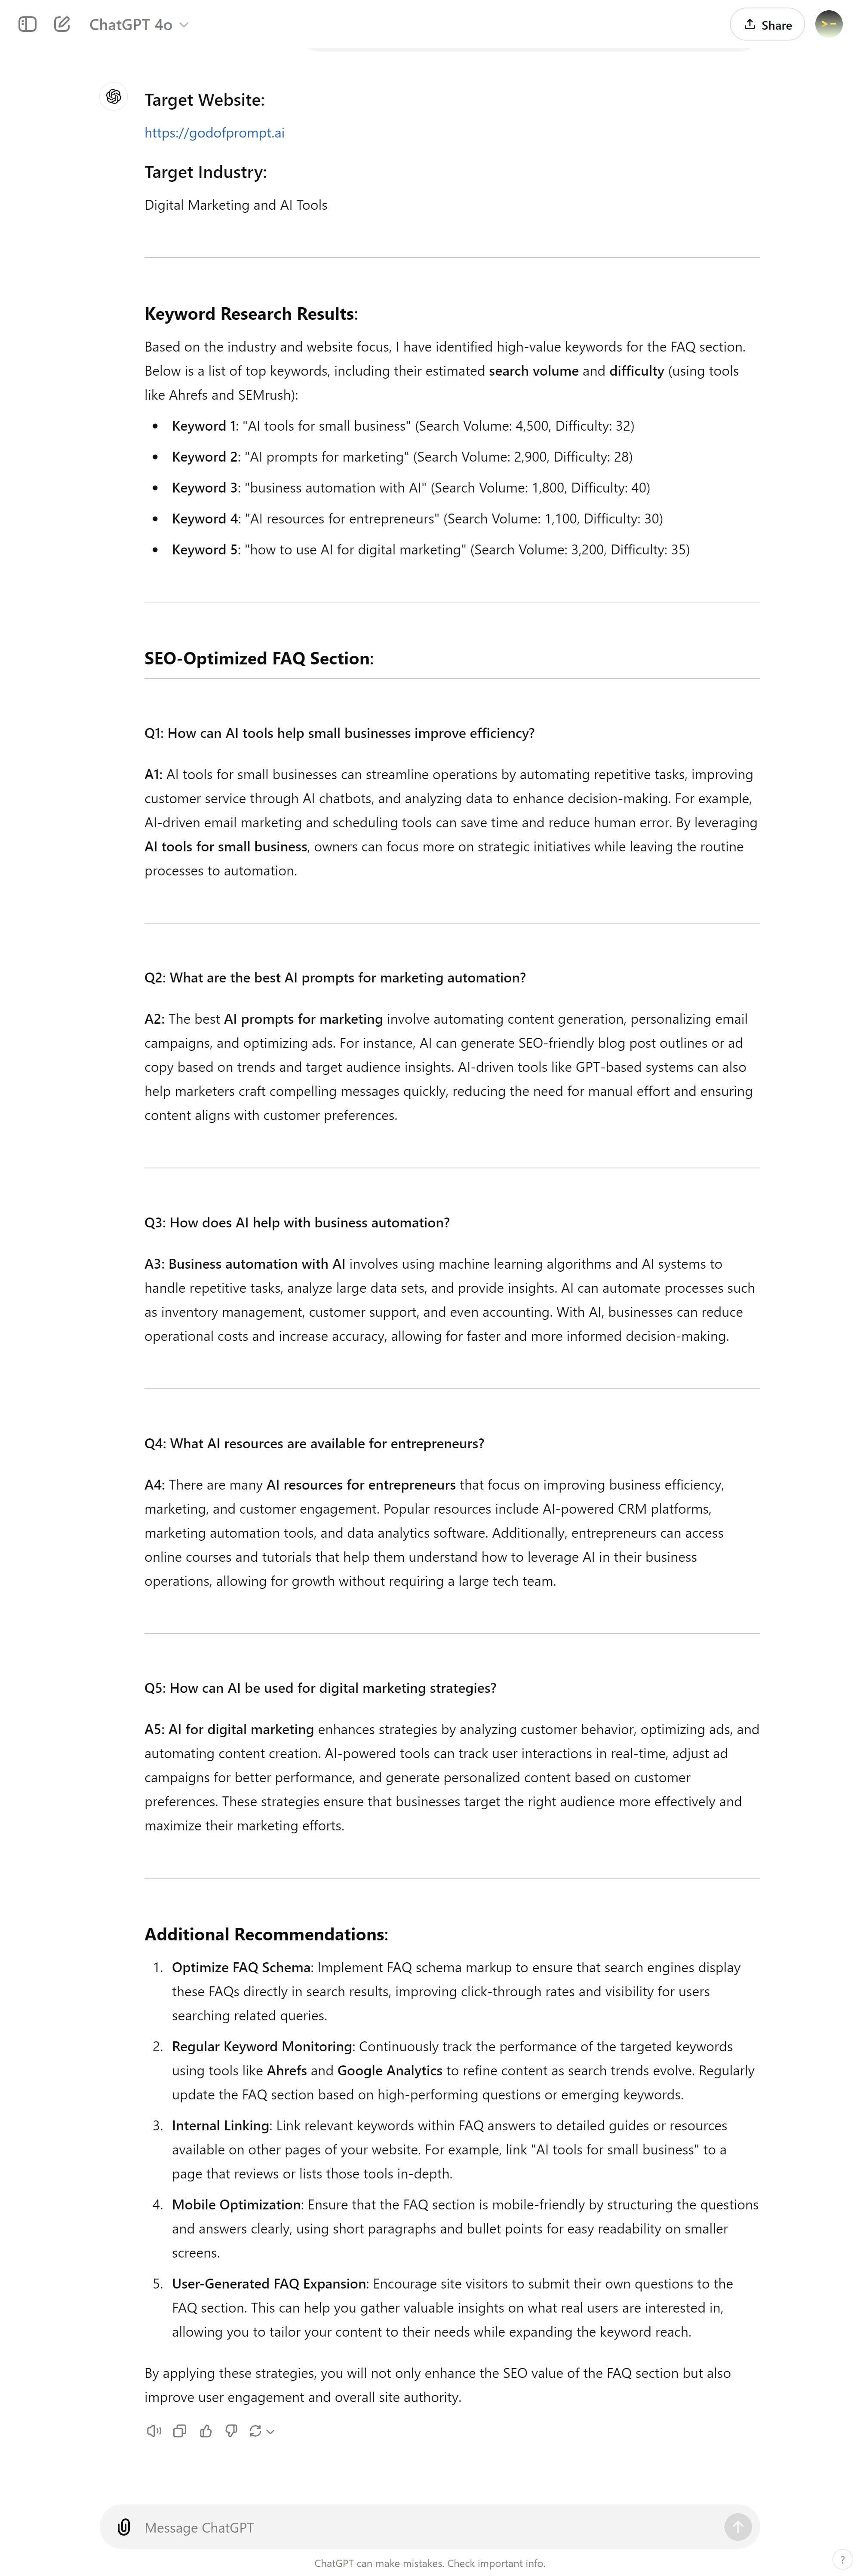 ChatGPT 4o
Share
Target Website:
https://godofprompt.ai
Target Industry:
Digital Marketing and AI Tools
Keyword Research Results:
Based on the industry and website focus, I have identified high-value keywords for the FAQ section.
Below is a list of top keywords, including their estimated search volume and difficulty (using tools
like Ahrefs and SEMrush):
• Keyword 1: "AI tools for small business" (Search Volume: 4,500, Difficulty: 32)
• Keyword 2: "AI prompts for marketing" (Search Volume: 2,900, Difficulty: 28)
• Keyword 3: "business automation with AI" (Search Volume: 1,800, Difficulty: 40)
• Keyword 4: "AI resources for entrepreneurs" (Search Volume: 1,100, Difficulty: 30)
• Keyword 5: "how to use AI for digital marketing" (Search Volume: 3,200, Difficulty: 35)
SEO-Optimized FAQ Section:
Q1: How can AI tools help small businesses improve efficiency?
A1: AI tools for small businesses can streamline operations by automating repetitive tasks, improving
customer service through AI chatbots, and analyzing data to enhance decision-making. For example,
AI-driven email marketing and scheduling tools can save time and reduce human error. By leveraging
AI tools for small business, owners can focus more on strategic initiatives while leaving the routine
processes to automation.
Q2: What are the best AI prompts for marketing automation?
A2: The best AI prompts for marketing involve automating content generation, personalizing email
campaigns, and optimizing ads. For instance, AI can generate SEO-friendly blog post outlines or ad
copy based on trends and target audience insights. AI-driven tools like GPT-based systems can also
help marketers craft compelling messages quickly, reducing the need for manual effort and ensuring
content aligns with customer preferences.
Q3: How does AI help with business automation?
A3: Business automation with AI involves using machine learning algorithms and AI systems to
handle repetitive tasks, analyze large data sets, and provide insights. AI can automate processes such
as inventory management, customer support, and even accounting. With AI, businesses can reduce
operational costs and increase accuracy, allowing for faster and more informed decision-making.
Q4: What AI resources are available for entrepreneurs?
A4: There are many AI resources for entrepreneurs that focus on improving business efficiency,
marketing, and customer engagement. Popular resources include AI-powered CRM platforms,
marketing automation tools, and data analytics software. Additionally, entrepreneurs can access
online courses and tutorials that help them understand how to leverage AI in their business
operations, allowing for growth without requiring a large tech team.
Q5: How can AI be used for digital marketing strategies?
A5: AI for digital marketing enhances strategies by analyzing customer behavior, optimizing ads, and
automating content creation. AI-powered tools can track user interactions in real-time, adjust ad
campaigns for better performance, and generate personalized content based on customer
preferences. These strategies ensure that businesses target the right audience more effectively and
maximize their marketing efforts.
Additional Recommendations:
1. Optimize FAQ Schema: Implement FAQ schema markup to ensure that search engines display
these FAQs directly in search results, improving click-through rates and visibility for users
searching related queries.
2. Regular Keyword Monitoring: Continuously track the performance of the targeted keywords
using tools like Ahrefs and Google Analytics to refine content as search trends evolve. Regularly
update the FAQ section based on high-performing questions or emerging keywords.
3. Internal Linking: Link relevant keywords within FAQ answers to detailed guides or resources
available on other pages of your website. For example, link "AI tools for small business" to a
page that reviews or lists those tools in-depth.
4. Mobile Optimization: Ensure that the FAQ section is mobile-friendly by structuring the questions
and answers clearly, using short paragraphs and bullet points for easy readability on smaller
screens.
5. User-Generated FAQ Expansion: Encourage site visitors to submit their own questions to the
FAQ section. This can help you gather valuable insights on what real users are interested in,
allowing you to tailor your content to their needs while expanding the keyword reach.
By applying these strategies, you will not only enhance the SEO value of the FAQ section but also
improve user engagement and overall site authority.
Message ChatGPT
ChatGPT can make mistakes. Check important info.
?